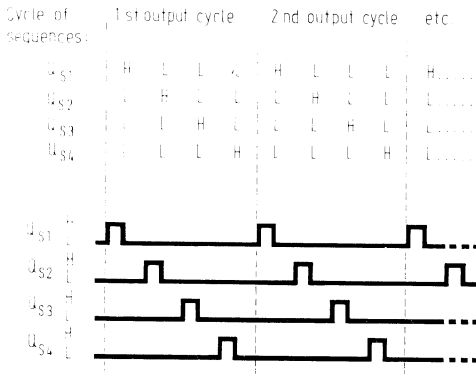 Cycle of 1st output cycle 2nd output cycle etc.
sequences:
u S1 H L L L H L L L H.....
u S2 L H L L L H L L L.....
u S3 L L H L L L H L L.....
u S4 L L L H L L L H L.....
u S1 H L
u S2 H L
u S3 H L
u S4 H L